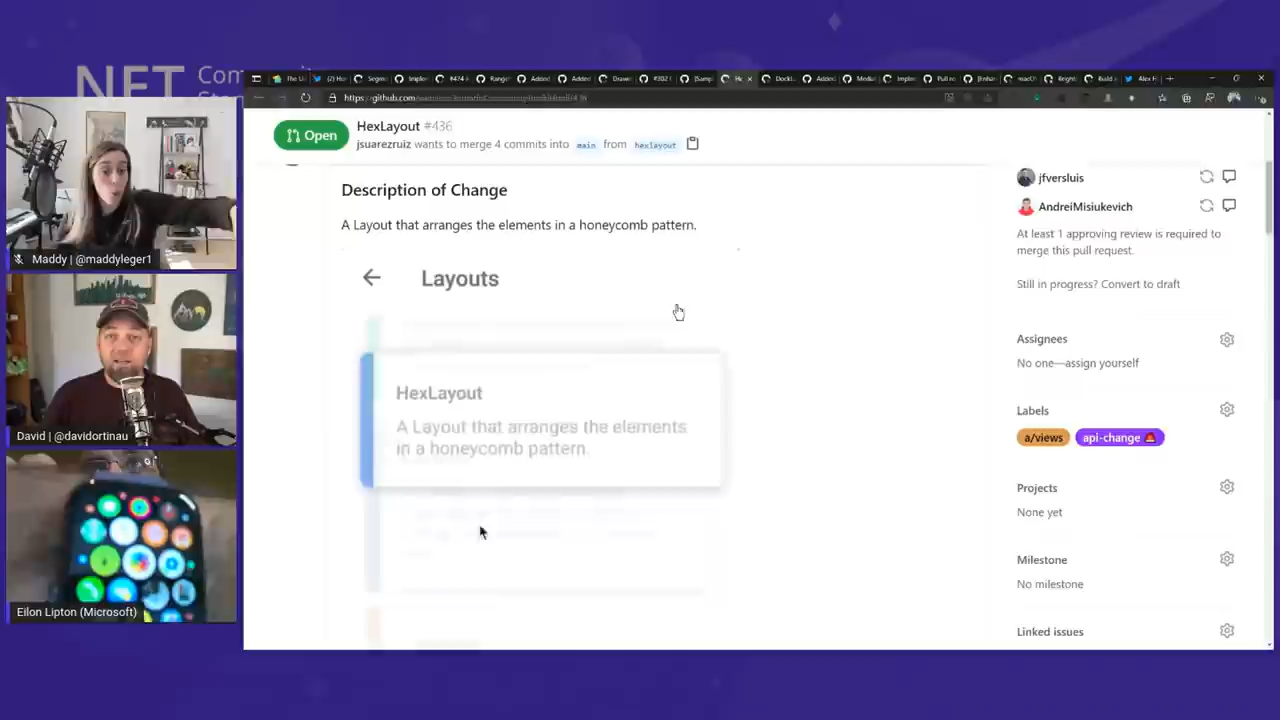 .NET
Maddy | @maddyleger1
David | @davidortinau
Eilon Lipton (Microsoft)
https://github.com
Open
HexLayout #436
jsuarezruiz wants to merge 4 commits into main from hexlayout
Description of Change
A Layout that arranges the elements in a honeycomb pattern.
Layouts
HexLayout
A Layout that arranges the elements
in a honeycomb pattern.
jfversluis
AndreiMisiukevich
At least 1 approving review is required to
merge this pull request.
Still in progress? Convert to draft
Assignees
No one—assign yourself
Labels
a/views api-change
Projects
None yet
Milestone
No milestone
Linked issues